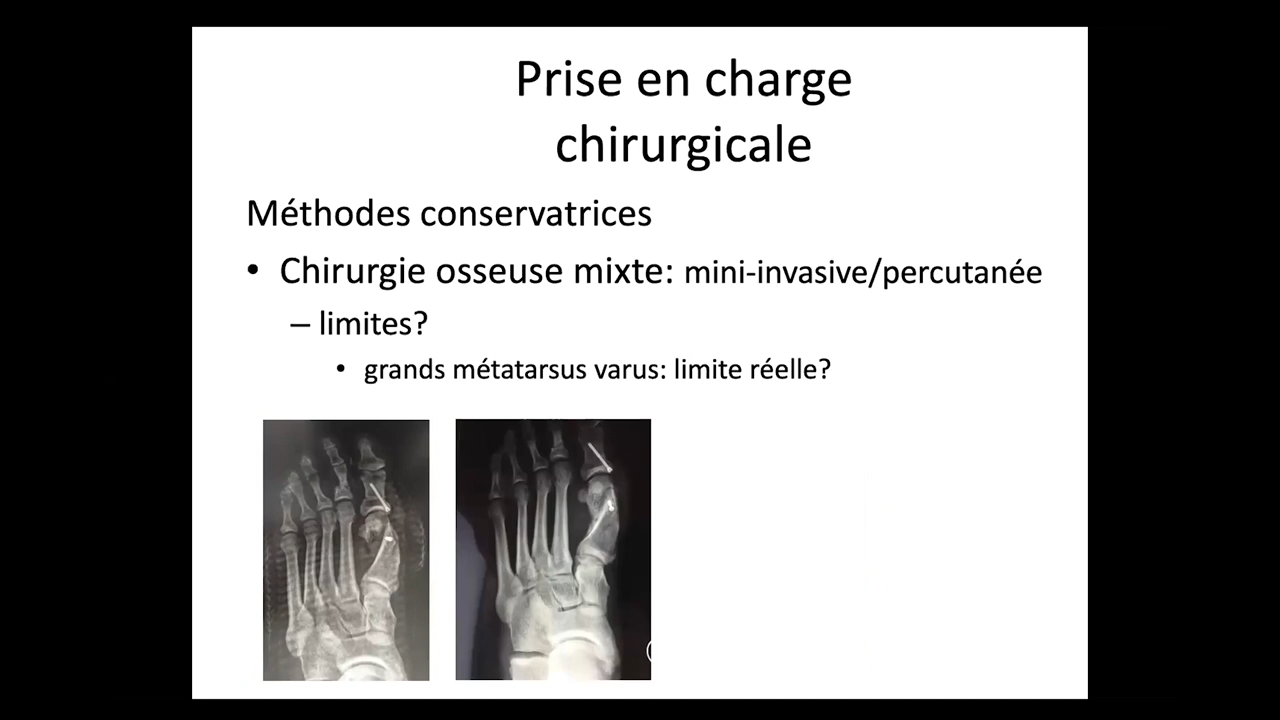 Prise en charge
chirurgicale
Méthodes conservatrices
• Chirurgie osseuse mixte: mini-invasive/percutanée
– limites?
• grands métatarsus varus: limite réelle?